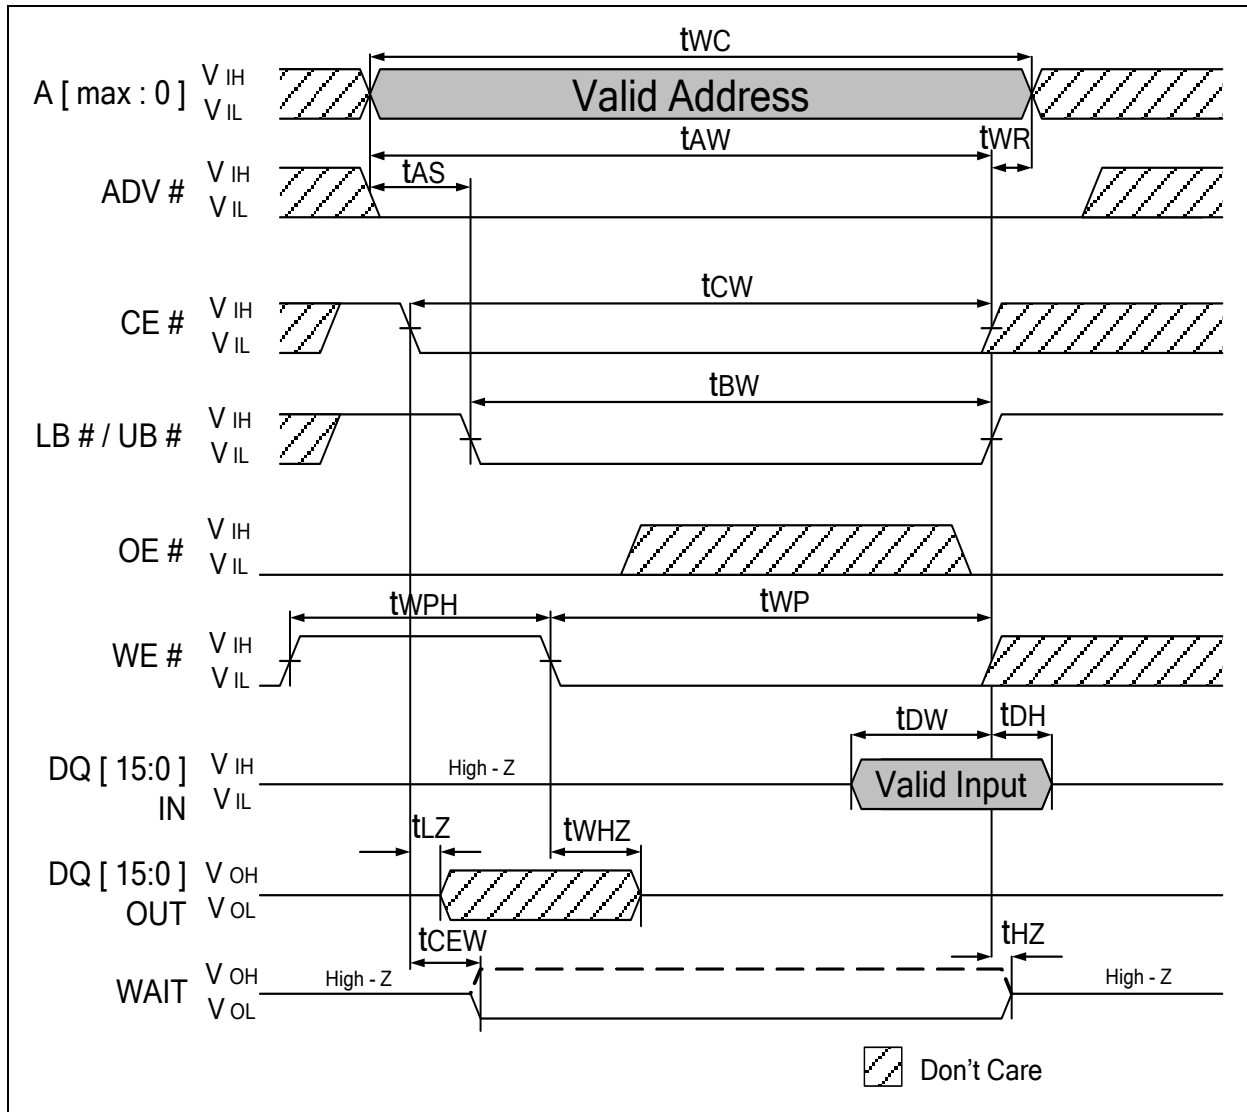 tWC
A [ max : 0 ] V IH
V IL
Valid Address
tAW
tWR
tAS
ADV # V IH
V IL
tCW
CE # V IH
V IL
tBW
LB # / UB # V IH
V IL
OE # V IH
V IL
tWPH
tWP
WE # V IH
V IL
tDW
tDH
DQ [ 15:0 ] V IH
IN V IL
High - Z
Valid Input
tLZ
tWHZ
DQ [ 15:0 ] V OH
OUT V OL
tCEW
tHZ
WAIT V OH
V OL
High - Z
High - Z
Don't Care